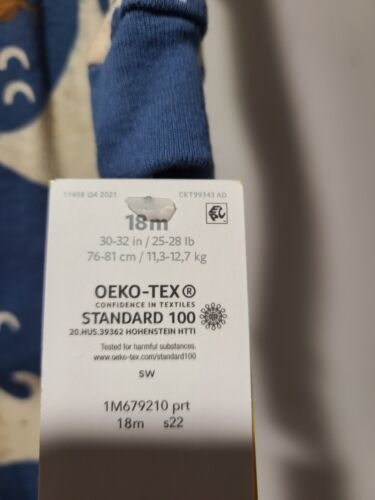 11498 Q4 2021 CKT99343 AD
18m
30-32 in / 25-28 lb
76-81 cm / 11,3-12,7 kg
OEKO-TEX®
CONFIDENCE IN TEXTILES
STANDARD 100
20.HUS.39362 HOHENSTEIN HTTI
Tested for harmful substances.
www.oeko-tex.com/standard100
SW
1M679210 prt
18m s22